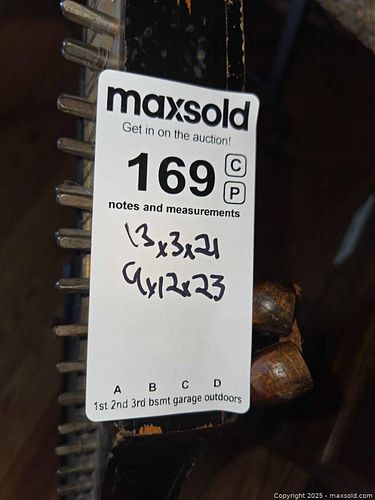 maxsold
Get in on the auction!
169
C
P
notes and measurements
13x3x21
9x12x23
A B C D
1st 2nd 3rd bsmt garage outdoors
Copyright 2025 - maxsold.com